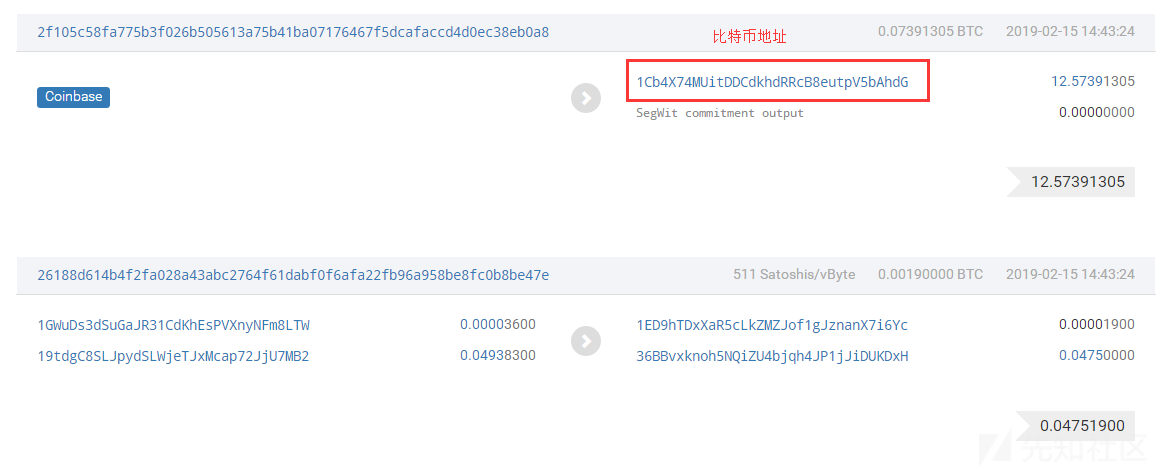 2f105c58fa775b3f026b505613a75b41ba07176467f5dcafaccd4d0ec38eb0a8 比特币地址 0.07391305 BTC 2019-02-15 14:43:24
Coinbase 1Cb4X74MUitDDCdkhdRRcB8eutpV5bAhdG 12.57391305
SegWit commitment output 0.00000000
12.57391305
26188d614b4f2fa028a43abc2764f61dabf0f6afa22fb96a958be8fc0b8be47e 511 Satoshis/vByte 0.00190000 BTC 2019-02-15 14:43:24
1GWuDs3dSuGaJR31CdKhEsPVXnyNFm8LTW 0.00003600 1ED9hTDxXaR5cLkZMZJof1gJznanX7i6Yc 0.00001900
19tdgC8SLJpydSLWjeTJxMcap72JjU7MB2 0.04938300 36BBvxknoh5NQiZU4bjqh4JP1jJiDUKDxH 0.04750000
0.04751900
先知社区